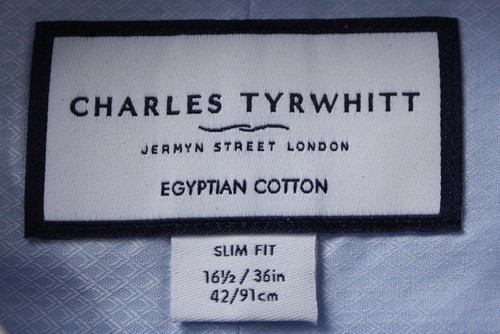 CHARLES TYRWHITT
JERMYN STREET LONDON
EGYPTIAN COTTON
SLIM FIT
16½ / 36in
42/91cm